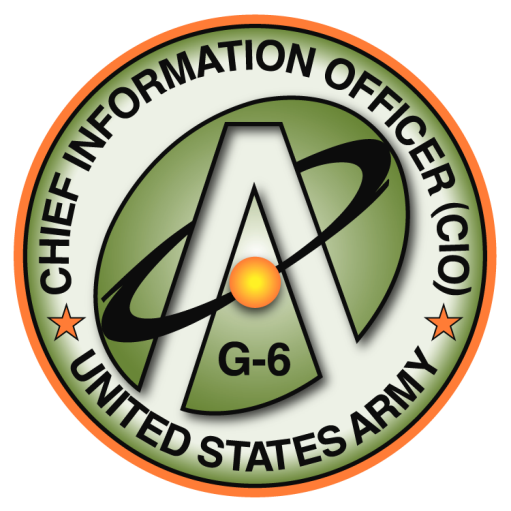 CHIEF INFORMATION OFFICER (CIO)
G-6
UNITED STATES ARMY